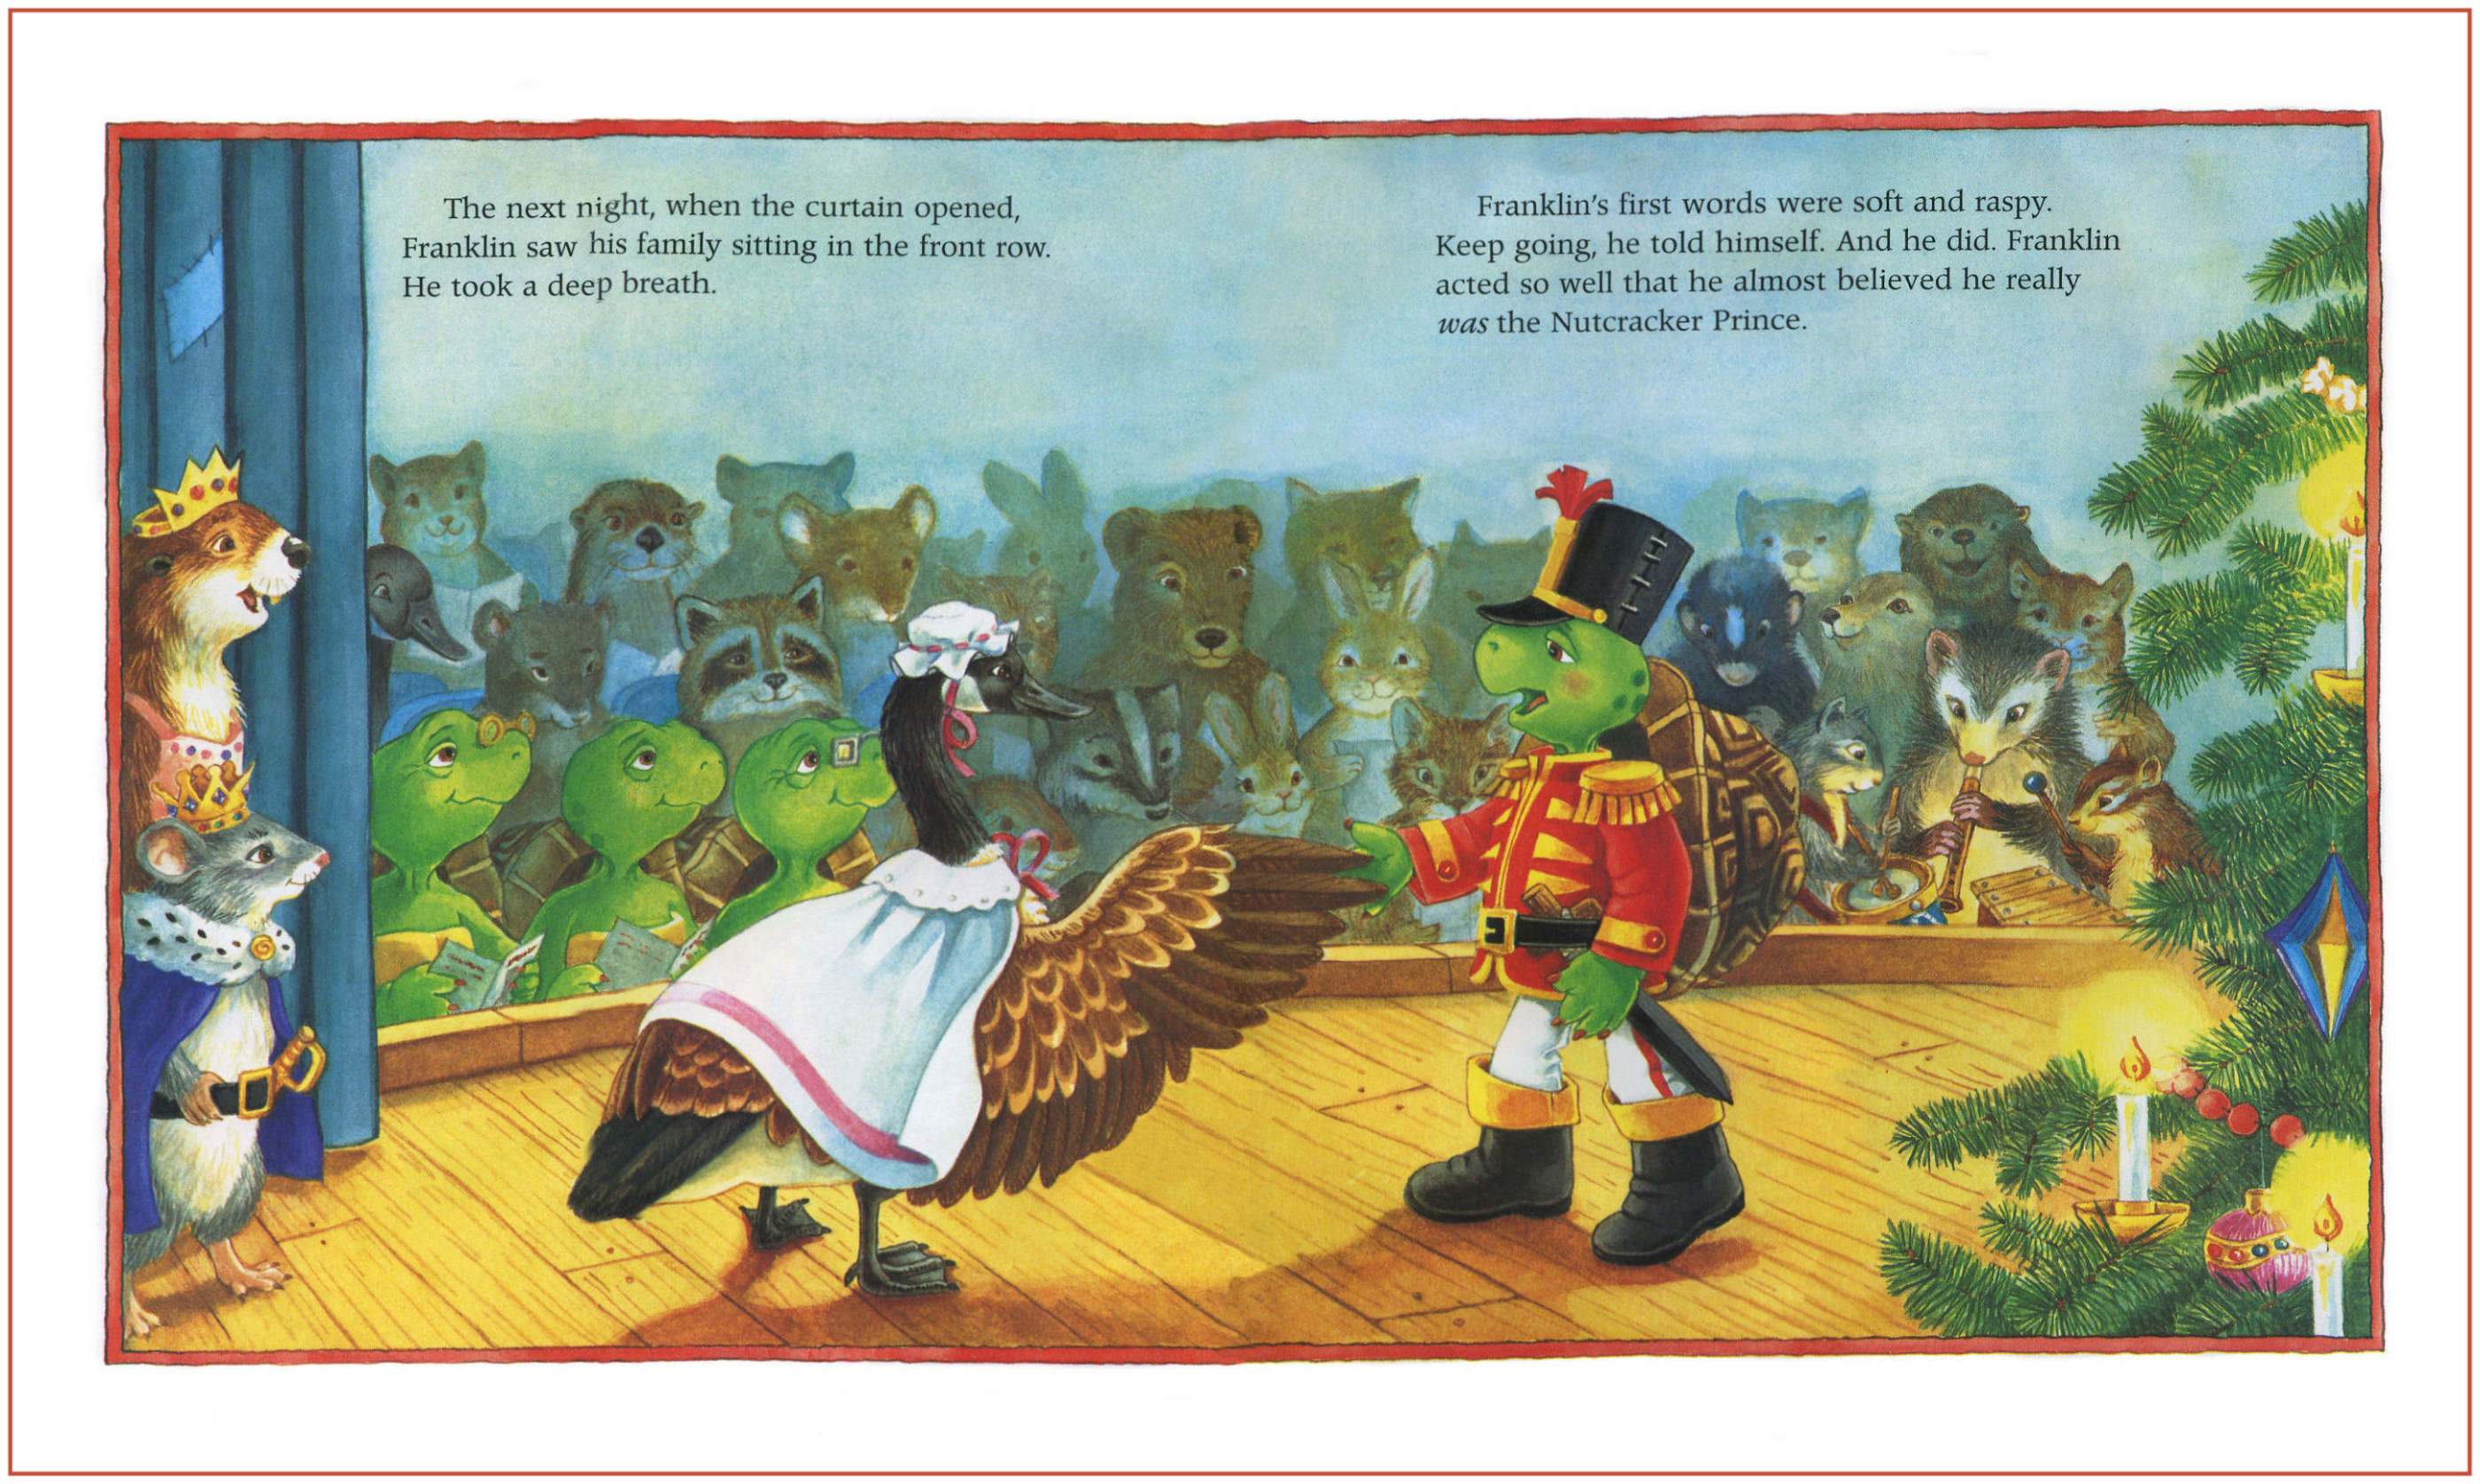 The next night, when the curtain opened,
Franklin saw his family sitting in the front row.
He took a deep breath.
Franklin's first words were soft and raspy.
Keep going, he told himself. And he did. Franklin
acted so well that he almost believed he really
was the Nutcracker Prince.